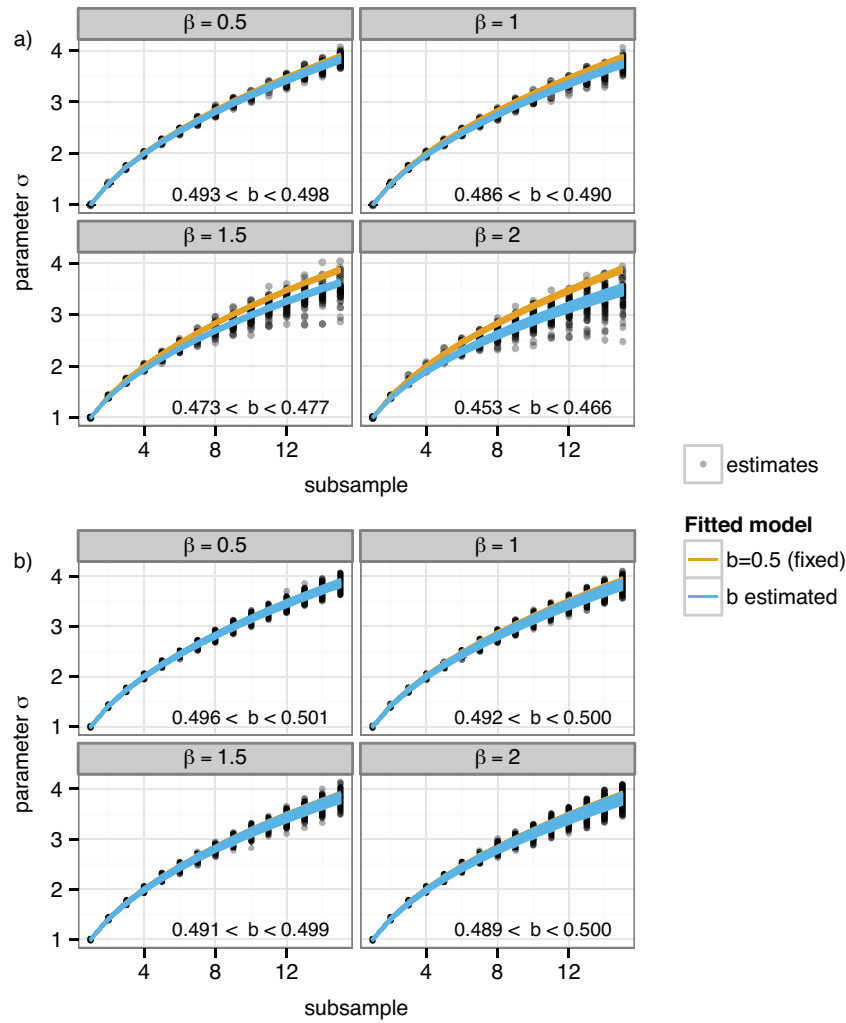 a)
β = 0.5
β = 1
4
3
2
1
0.493 < b < 0.498
0.486 < b < 0.490
β = 1.5
β = 2
4
3
2
1
0.473 < b < 0.477
0.453 < b < 0.466
parameter σ
4
8
12
4
8
12
subsample
estimates
Fitted model
b=0.5 (fixed)
b estimated
b)
β = 0.5
β = 1
4
3
2
1
0.496 < b < 0.501
0.492 < b < 0.500
β = 1.5
β = 2
4
3
2
1
0.491 < b < 0.499
0.489 < b < 0.500
parameter σ
4
8
12
4
8
12
subsample